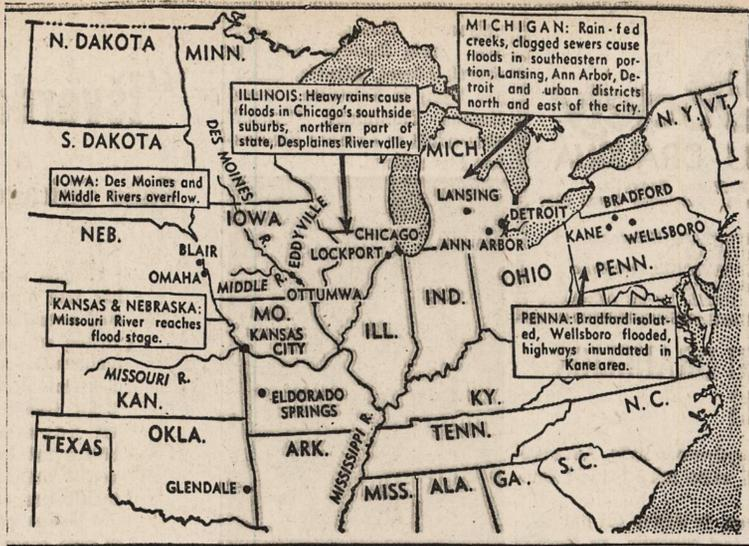 MICHIGAN: Rain-fed
creeks, clogged sewers cause
floods in southeastern por-
tion, Lansing, Ann Arbor, De-
troit and urban districts
north and east of the city.
N. DAKOTA
MINN.
ILLINOIS: Heavy rains cause
floods in Chicago's southside
suburbs, northern part of
state, Desplaines River valley
N. Y.
VT.
S. DAKOTA
DES MOINES R.
MICH
IOWA: Des Moines and
Middle Rivers overflow.
LANSING
BRADFORD
IOWA
EDDYVILLE
DETROIT
NEB.
CHICAGO
ANN ARBOR
KANE
WELLSBORO
BLAIR
LOCKPORT
OMAHA
MIDDLE R.
OTTUMWA
OHIO
PENN.
KANSAS & NEBRASKA:
Missouri River reaches
flood stage.
MO.
KANSAS
CITY
ILL.
IND.
PENNA: Bradford isolat-
ed, Wellsboro flooded,
highways inundated in
Kane area.
MISSOURI R.
KAN.
ELDORADO
SPRINGS
KY.
N. C.
OKLA.
TENN.
TEXAS
ARK.
MISSISSIPPI R.
S. C.
GLENDALE
MISS.
ALA.
GA.